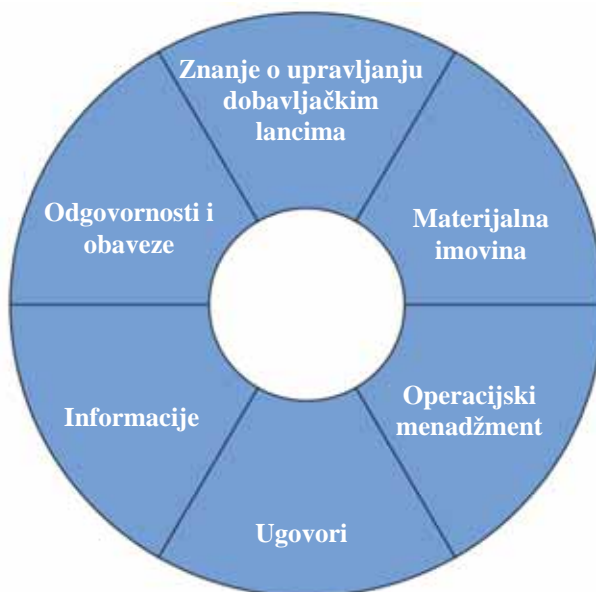 Znanje o upravljanju
dobavljačkim
lancima
Materijalna
imovina
Operacijski
menadžment
Ugovori
Informacije
Odgovornosti i
obaveze